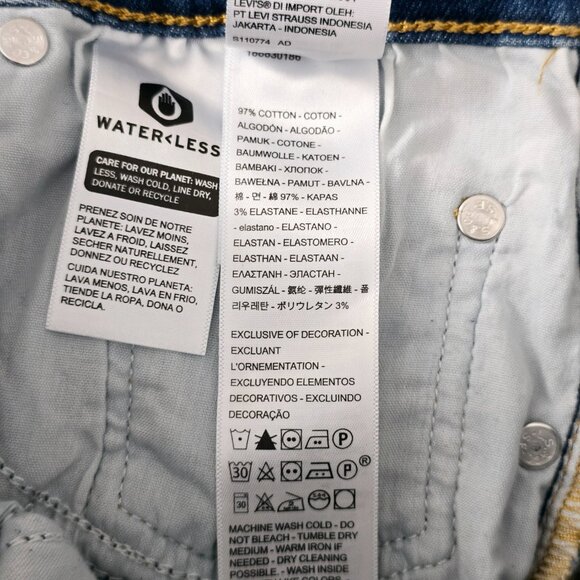 LEVI'S® DI IMPORT OLEH:
PT LEVI STRAUSS INDONESIA
JAKARTA - INDONESIA
S110774 AD
WATER<LESS
CARE FOR OUR PLANET: WASH
LESS, WASH COLD, LINE DRY,
DONATE OR RECYCLE
PRENEZ SOIN DE NOTRE
PLANETE: LAVEZ MOINS,
LAVEZ A FROID, LAISSEZ
SECHER NATURELLEMENT,
DONNEZ OU RECYCLEZ
CUIDA NUESTRO PLANETA:
LAVA MENOS, LAVA EN FRIO,
TIENDE LA ROPA, DONA O
RECICLA.
97% COTTON - COTON -
ALGODÓN - ALGODÃO -
PAMUK - COTONE -
BAUMWOLLE - KATOEN -
BAMBAKI - ХЛОПОК -
BAWEŁNA - PAMUT - BAVLNA -
棉 - 면 - 綿 97% - KAPAS
3% ELASTANE - ELASTHANNE
- elastano - ELASTANO -
ELASTAN - ELASTOMERO -
ELASTHAN - ELASTAAN -
ΕΛΑΣΤΑΝΗ - ЭЛАСТАН -
GUMISZÁL - 氨纶 - 彈性纖維 - 폴
리우레탄 - ポリウレタン 3%
EXCLUSIVE OF DECORATION -
EXCLUANT
L'ORNEMENTATION -
EXCLUYENDO ELEMENTOS
DECORATIVOS - EXCLUINDO
DECORAÇÃO
P
30 P®
30
MACHINE WASH COLD - DO
NOT BLEACH - TUMBLE DRY
MEDIUM - WARM IRON IF
NEEDED - DRY CLEANING
POSSIBLE - WASH INSIDE